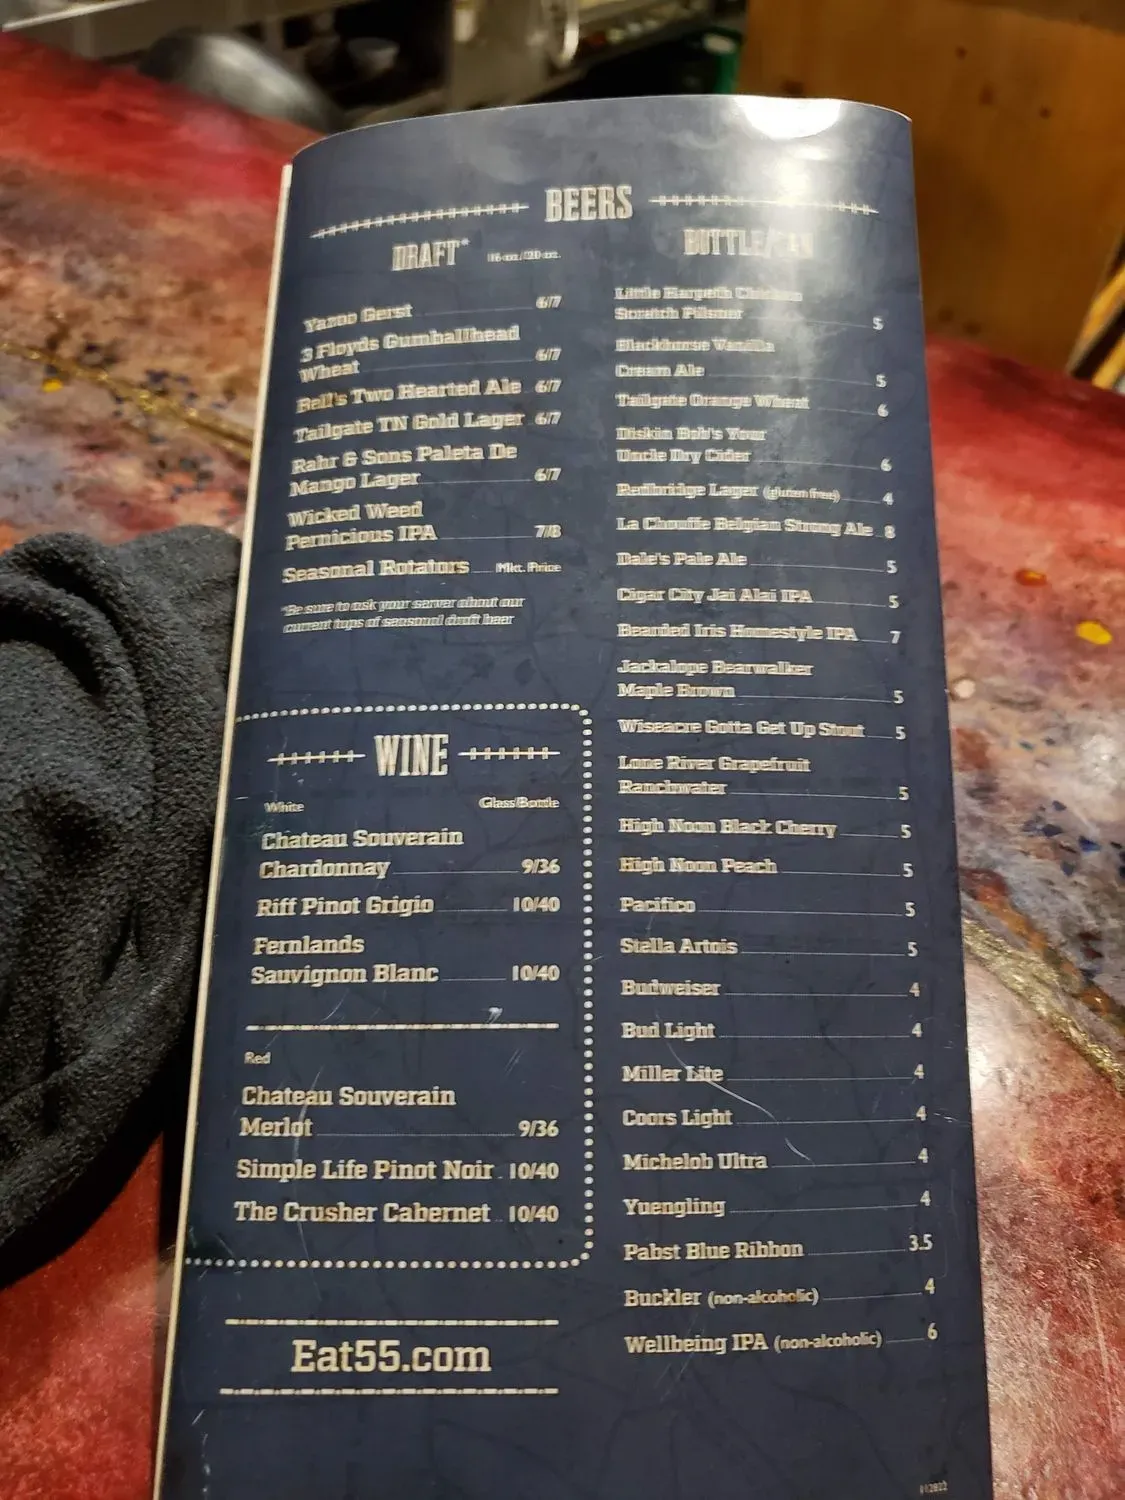 BEERS
DRAFT* 16 oz./20 oz.
Yazoo Gerst 6/7
3 Floyds Gumballhead
Wheat 6/7
Bell's Two Hearted Ale 6/7
Tailgate TN Gold Lager 6/7
Rahr & Sons Paleta De
Mango Lager 6/7
Wicked Weed
Pernicious IPA 7/8
Seasonal Rotators Mkt. Price
*Be sure to ask your server about our
current taps of seasonal draft beer
WINE
White Glass/Bottle
Chateau Souverain
Chardonnay 9/36
Riff Pinot Grigio 10/40
Fernlands
Sauvignon Blanc 10/40
Red
Chateau Souverain
Merlot 9/36
Simple Life Pinot Noir 10/40
The Crusher Cabernet 10/40
Eat55.com
BOTTLE/CAN
Little Harpeth Chicken
Scratch Pilsner 5
Blackhorse Vanilla
Cream Ale 5
Tailgate Orange Wheat 6
Diskin Bob's Your
Uncle Dry Cider 6
Redbridge Lager (gluten free) 4
La Chouffe Belgian Strong Ale 8
Dale's Pale Ale 5
Cigar City Jai Alai IPA 5
Bearded Iris Homestyle IPA 7
Jackalope Bearwalker
Maple Brown 5
Wiseacre Gotta Get Up Stout 5
Lone River Grapefruit
Ranchwater 5
High Noon Black Cherry 5
High Noon Peach 5
Pacifico 5
Stella Artois 5
Budweiser 4
Bud Light 4
Miller Lite 4
Coors Light 4
Michelob Ultra 4
Yuengling 4
Pabst Blue Ribbon 3.5
Buckler (non-alcoholic) 4
Wellbeing IPA (non-alcoholic) 6